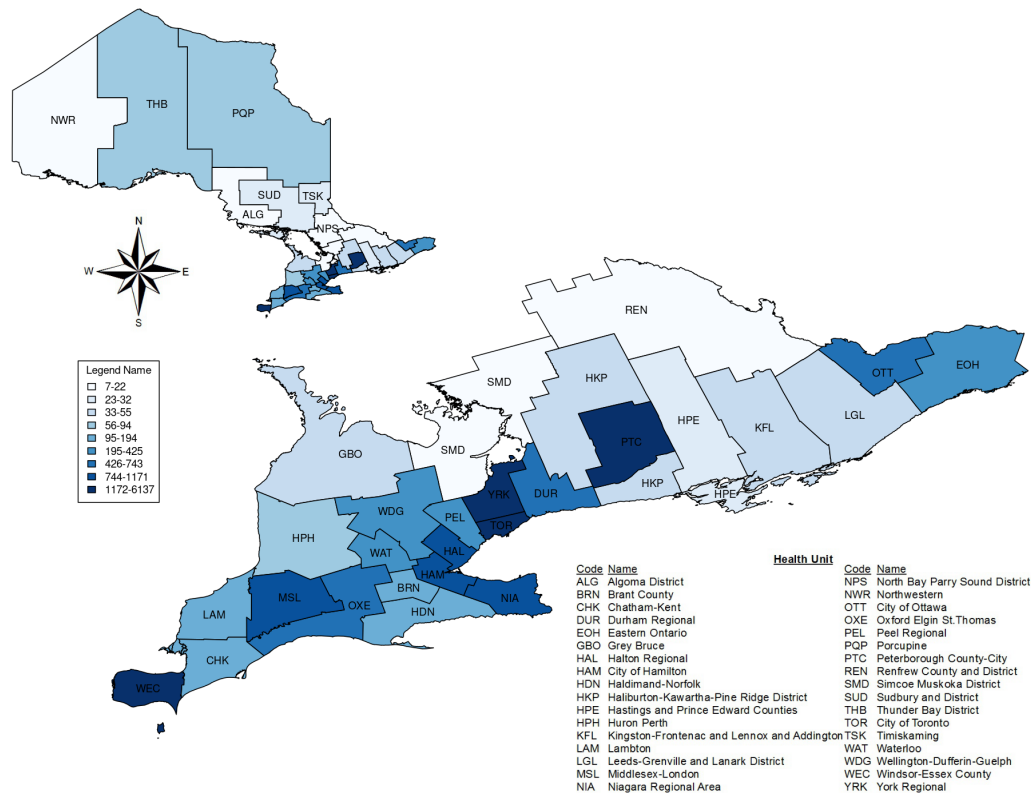 NWR
THB
PQP
SUD
TSK
ALG
NPS
N
W
E
S
Legend Name
7-22
23-32
33-55
56-94
95-194
195-425
426-743
744-1171
1172-6137
REN
SMD
HKP
OTT
EOH
LGL
HPE
KFL
PTC
GBO
SMD
YRK
DUR
HKP
HPE
WDG
PEL
TOR
HPH
WAT
HAL
HAM
BRN
NIA
MSL
OXE
HDN
LAM
CHK
WEC
Health Unit
Code Name
ALG Algoma District
BRN Brant County
CHK Chatham-Kent
DUR Durham Regional
EOH Eastern Ontario
GBO Grey Bruce
HAL Halton Regional
HAM City of Hamilton
HDN Haldimand-Norfolk
HKP Haliburton-Kawartha-Pine Ridge District
HPE Hastings and Prince Edward Counties
HPH Huron Perth
KFL Kingston-Frontenac and Lennox and Addington
LAM Lambton
LGL Leeds-Grenville and Lanark District
MSL Middlesex-London
NIA Niagara Regional Area
Code Name
NPS North Bay Parry Sound District
NWR Northwestern
OTT City of Ottawa
OXE Oxford Elgin St.Thomas
PEL Peel Regional
PQP Porcupine
PTC Peterborough County-City
REN Renfrew County and District
SMD Simcoe Muskoka District
SUD Sudbury and District
THB Thunder Bay District
TOR City of Toronto
TSK Timiskaming
WAT Waterloo
WDG Wellington-Dufferin-Guelph
WEC Windsor-Essex County
YRK York Regional